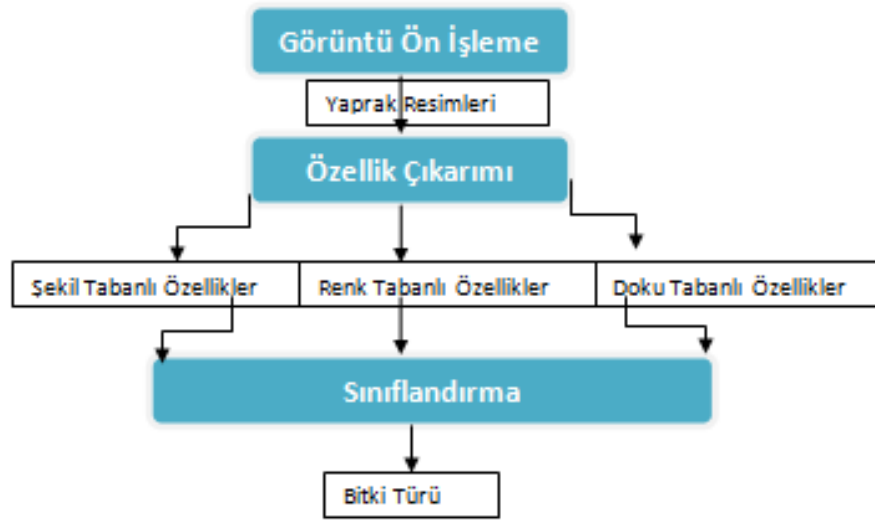 Görüntü Ön İşleme
Yaprak Resimleri
Özellik Çıkarımı
Şekil Tabanlı Özellikler
Renk Tabanlı Özellikler
Doku Tabanlı Özellikler
Sınıflandırma
Bitki Türü